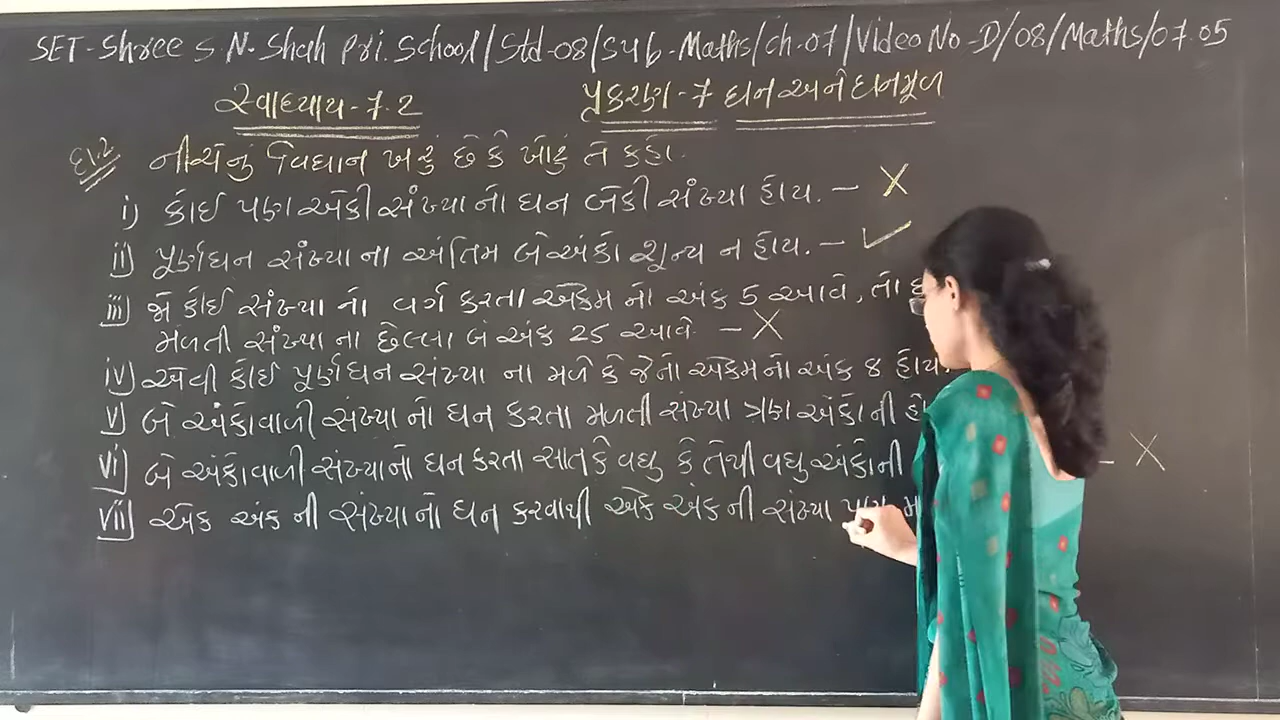 SET-Shree S.N. Shah Pri. School/Std-08/Sub-Maths/ch-07/Video No-D/08/Maths/07.05
સ્વાધ્યાય-7.2 પ્રકરણ-7 ઘન અને ઘનમૂળ
દા.2 નીચેનું વિધાન ખરું છે કે ખોટું તે કહો.
i) કોઈ પણ એકી સંખ્યાનો ઘન બેકી સંખ્યા હોય. – X
ii) પૂર્ણઘન સંખ્યાના અંતિમ બે અંકો શૂન્ય ન હોય. – ✓
iii) જો કોઈ સંખ્યાનો વર્ગ કરતા એકમનો અંક 5 આવે, તો
મળતી સંખ્યાના છેલ્લા બે અંક 25 આવે – X
iv) એવી કોઈ પૂર્ણઘન સંખ્યા ના મળે કે જેનો એકમનો અંક 8 હોય.
v) બે અંકોવાળી સંખ્યાનો ઘન કરતા મળતી સંખ્યા ત્રણ અંકોની
vi) બે અંકોવાળી સંખ્યાનો ઘન કરતા સાત કે વધુ કે તેથી વધુ અંકોની – X
vii) એક અંકની સંખ્યાનો ઘન કરવાથી એક અંકની સંખ્યા પણ